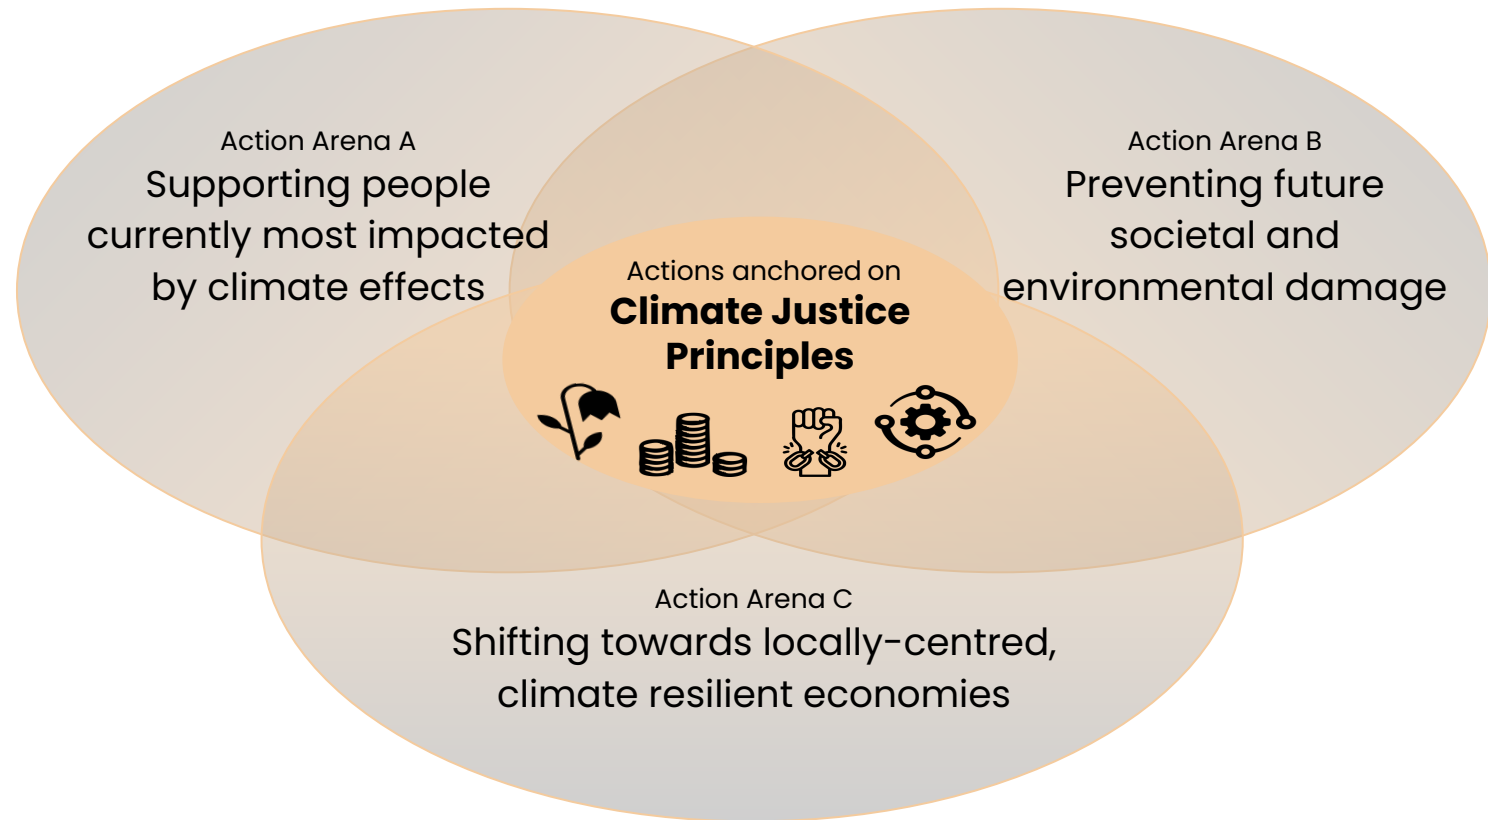 Action Arena A
Supporting people
currently most impacted
by climate effects
Action Arena B
Preventing future
societal and
environmental damage
Actions anchored on
Climate Justice
Principles
Action Arena C
Shifting towards locally-centred,
climate resilient economies